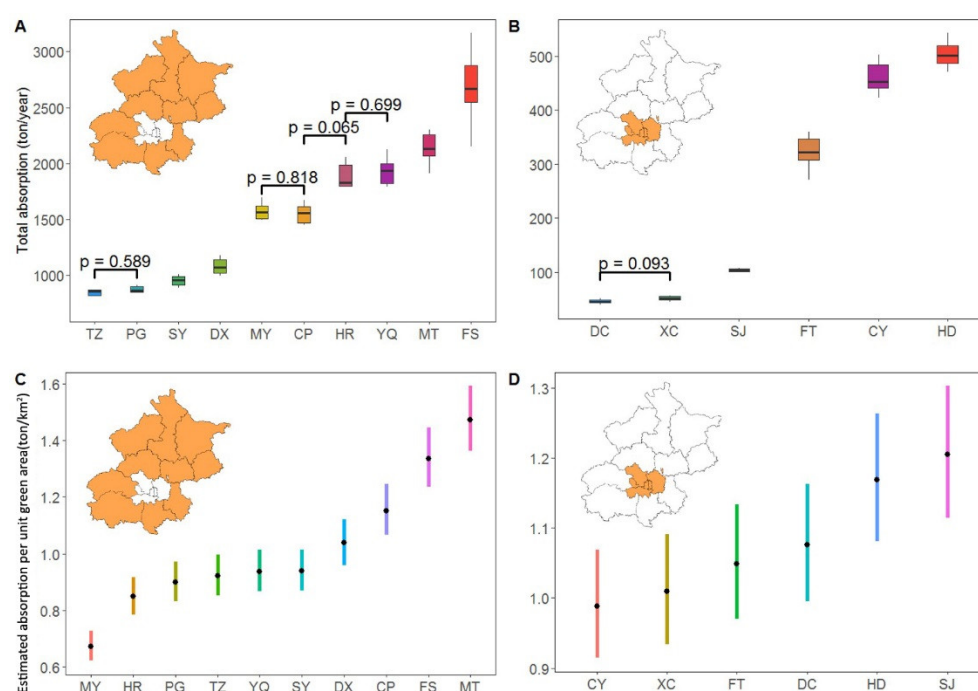 A
Total absorption (ton/year)
3000
2500
2000
1500
1000
p = 0.589
p = 0.818
p = 0.065
p = 0.699
TZ PG SY DX MY CP HR YQ MT FS
B
500
400
300
200
100
p = 0.093
DC XC SJ FT CY HD
C
Estimated absorption per unit green area(ton/km²)
1.6
1.4
1.2
1.0
0.8
0.6
MY HR PG TZ YQ SY DX CP FS MT
D
1.3
1.2
1.1
1.0
0.9
CY XC FT DC HD SJ